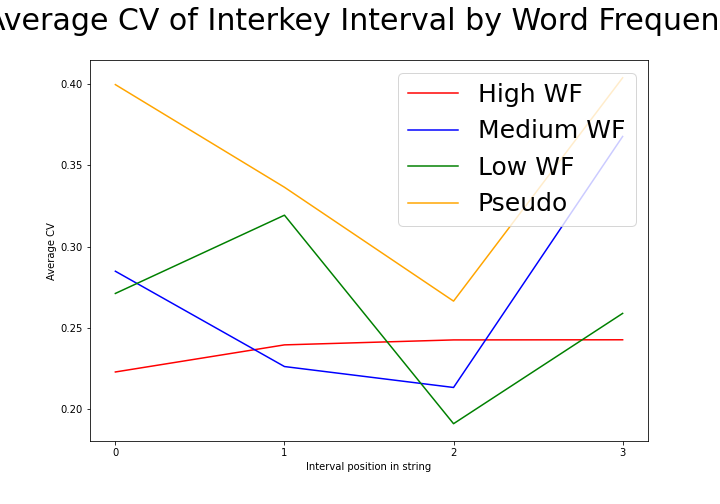 Average CV of Interkey Interval by Word Frequen
High WF
Medium WF
Low WF
Pseudo
0.40
0.35
0.30
0.25
0.20
Average CV
0 1 2 3
Interval position in string